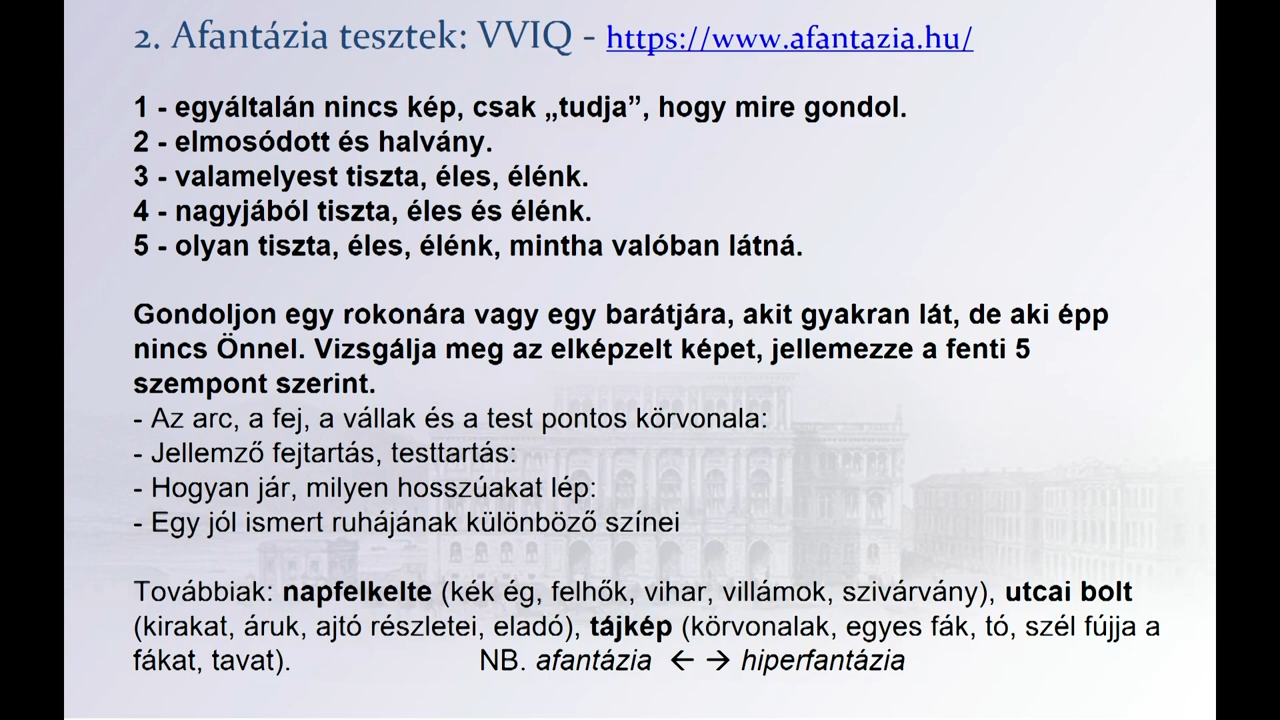 2. Afantázia tesztek: VVIQ - https://www.afantazia.hu/
1 - egyáltalán nincs kép, csak „tudja”, hogy mire gondol.
2 - elmosódott és halvány.
3 - valamelyest tiszta, éles, élénk.
4 - nagyjából tiszta, éles és élénk.
5 - olyan tiszta, éles, élénk, mintha valóban látná.
Gondoljon egy rokonára vagy egy barátjára, akit gyakran lát, de aki épp
nincs Önnel. Vizsgálja meg az elképzelt képet, jellemezze a fenti 5
szempont szerint.
- Az arc, a fej, a vállak és a test pontos körvonala:
- Jellemző fejtartás, testtartás:
- Hogyan jár, milyen hosszúakat lép:
- Egy jól ismert ruhájának különböző színei
Továbbiak: napfelkelte (kék ég, felhők, vihar, villámok, szivárvány), utcai bolt
(kirakat, áruk, ajtó részletei, eladó), tájkép (körvonalak, egyes fák, tó, szél fújja a
fákat, tavat). NB. afantázia ← → hiperfantázia